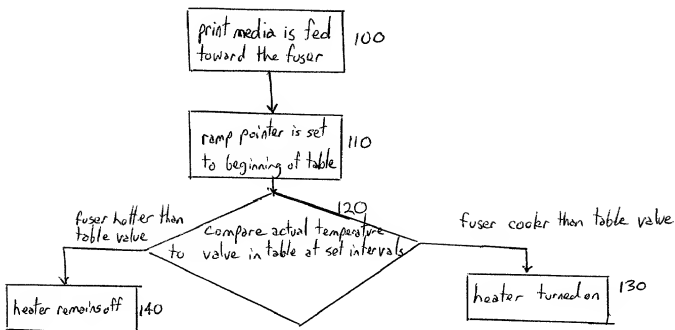 print media is fed
toward the fuser
100
ramp pointer is set
to beginning of table
110
120
fuser hotter than
table value
compare actual temperature
to value in table at set intervals
fuser cooler than table value
heater remains off
140
heater turned on
130